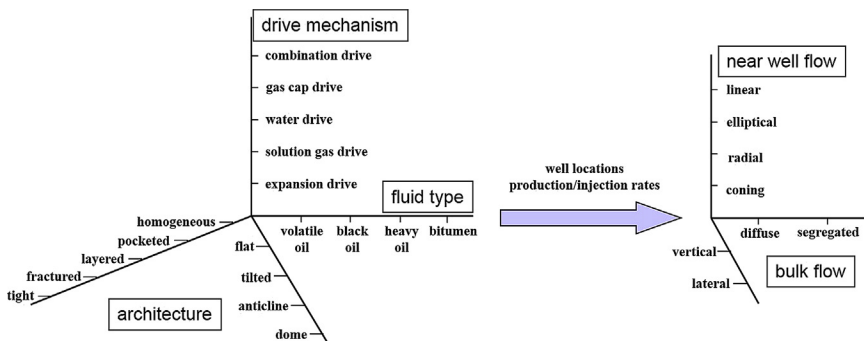 drive mechanism
combination drive
gas cap drive
water drive
solution gas drive
expansion drive
fluid type
volatile
oil
black
oil
heavy
oil
bitumen
homogeneous
pocketed
layered
fractured
tight
architecture
flat
tilted
anticline
dome
well locations
production/injection rates
near well flow
linear
elliptical
radial
coning
diffuse
segregated
vertical
lateral
bulk flow